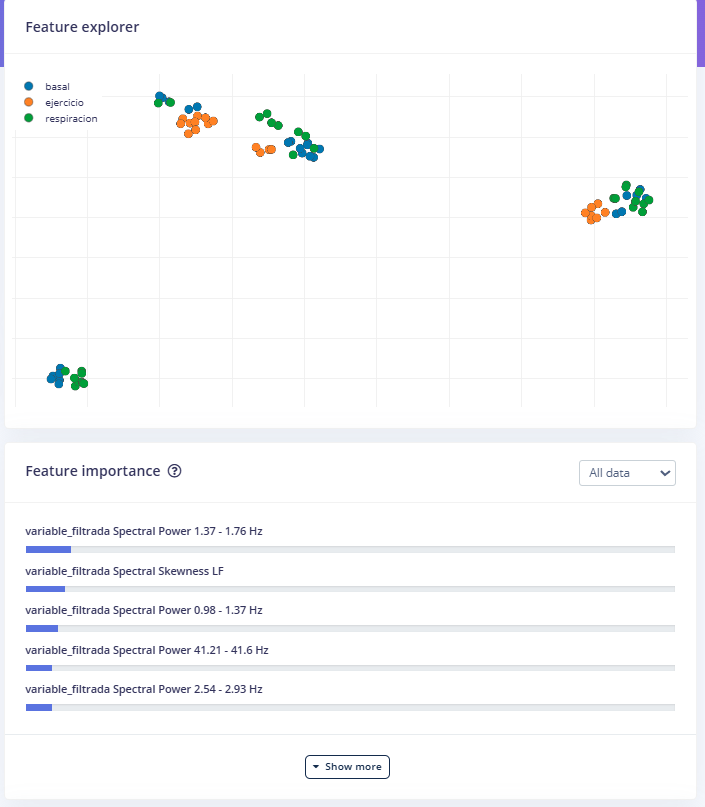 Feature explorer
basal
ejercicio
respiracion
Feature importance ?
All data
variable_filtrada Spectral Power 1.37 - 1.76 Hz
variable_filtrada Spectral Skewness LF
variable_filtrada Spectral Power 0.98 - 1.37 Hz
variable_filtrada Spectral Power 41.21 - 41.6 Hz
variable_filtrada Spectral Power 2.54 - 2.93 Hz
Show more